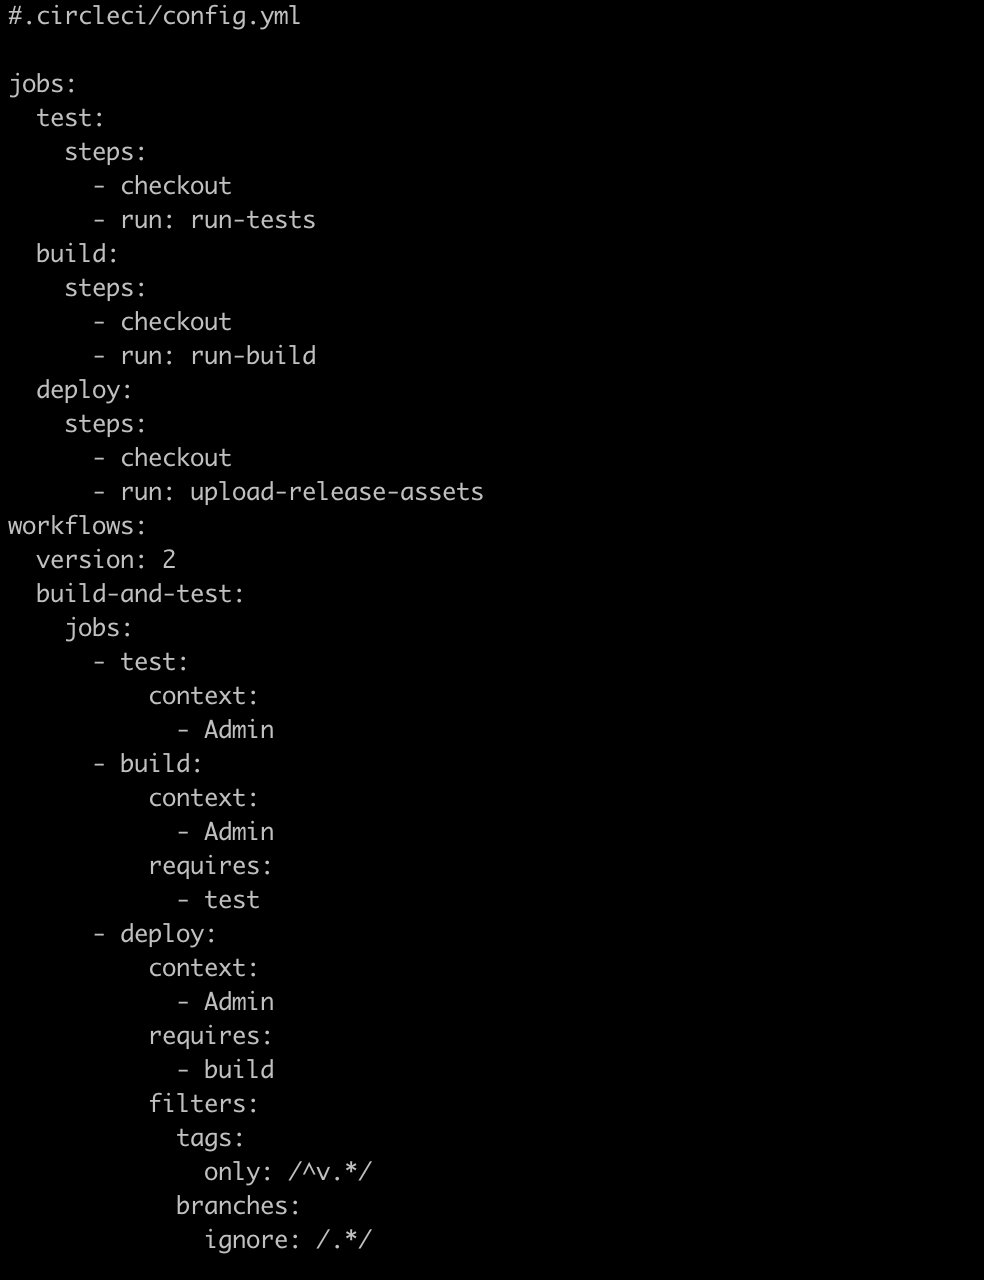 #.circleci/config.yml

jobs:
  test:
    steps:
      - checkout
      - run: run-tests
  build:
    steps:
      - checkout
      - run: run-build
  deploy:
    steps:
      - checkout
      - run: upload-release-assets
workflows:
  version: 2
  build-and-test:
    jobs:
      - test:
          context:
            - Admin
      - build:
          context:
            - Admin
          requires:
            - test
      - deploy:
          context:
            - Admin
          requires:
            - build
          filters:
            tags:
              only: /^v.*/
            branches:
              ignore: /.*/